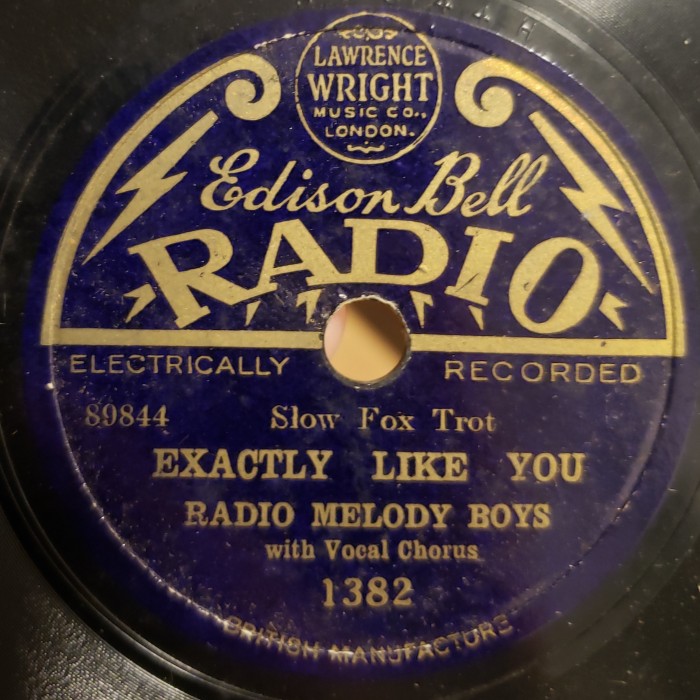 LAWRENCE
WRIGHT
MUSIC CO.,
LONDON.
Edison Bell
RADIO
ELECTRICALLY RECORDED
89844 Slow Fox Trot
EXACTLY LIKE YOU
RADIO MELODY BOYS
with Vocal Chorus
1382
BRITISH MANUFACTURE